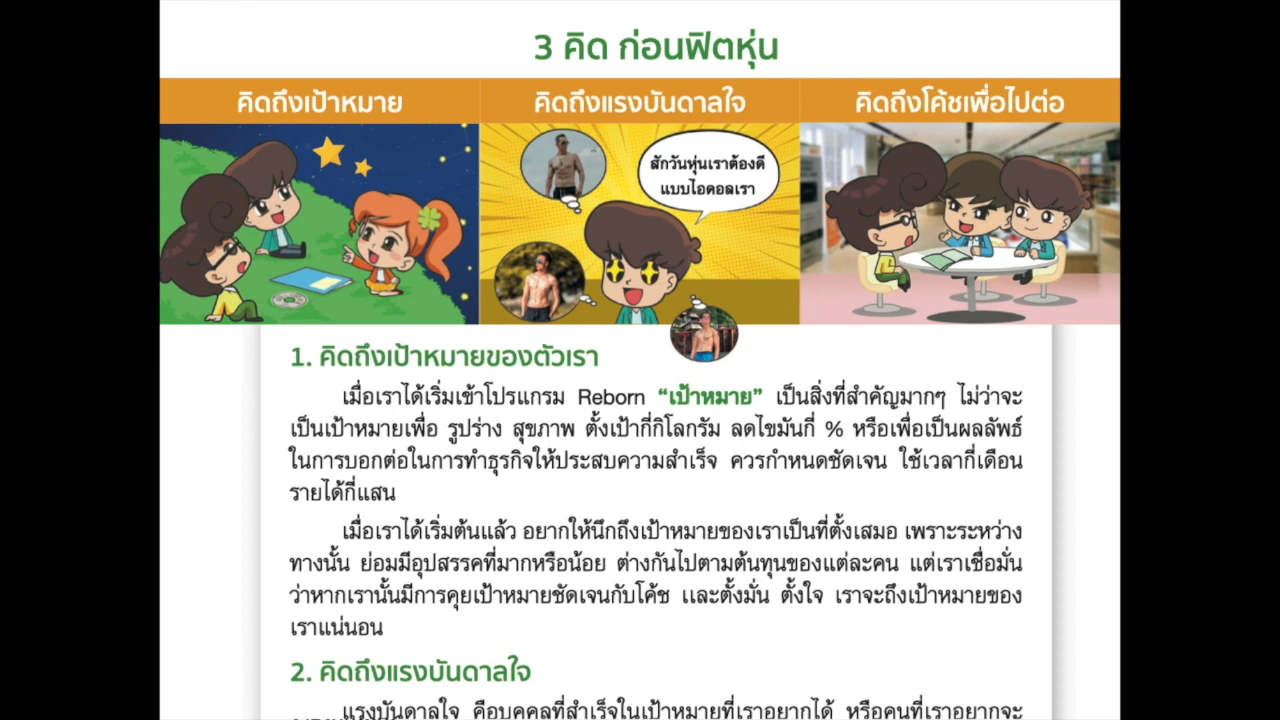 3 คิด ก่อนฟิตหุ่น
คิดถึงเป้าหมาย
คิดถึงแรงบันดาลใจ
คิดถึงโค้ชเพื่อไปต่อ
สักวันหุ่นเราต้องดี
แบบไอดอลเรา
1. คิดถึงเป้าหมายของตัวเรา
เมื่อเราได้เริ่มเข้าโปรแกรม Reborn “เป้าหมาย” เป็นสิ่งที่สำคัญมากๆ ไม่ว่าจะ
เป็นเป้าหมายเพื่อ รูปร่าง สุขภาพ ตั้งเป้ากี่กิโลกรัม ลดไขมันกี่ % หรือเพื่อเป็นผลลัพธ์
ในการบอกต่อในการทำธุรกิจให้ประสบความสำเร็จ ควรกำหนดชัดเจน ใช้เวลากี่เดือน
รายได้กี่แสน
เมื่อเราได้เริ่มต้นแล้ว อยากให้นึกถึงเป้าหมายของเราเป็นที่ตั้งเสมอ เพราะระหว่าง
ทางนั้น ย่อมมีอุปสรรคที่มากหรือน้อย ต่างกันไปตามต้นทุนของแต่ละคน แต่เราเชื่อมั่น
ว่าหากเรานั้นมีการคุยเป้าหมายชัดเจนกับโค้ช และตั้งมั่น ตั้งใจ เราจะถึงเป้าหมายของ
เราแน่นอน
2. คิดถึงแรงบันดาลใจ
แรงบันดาลใจ คือบุคคลที่สำเร็จในเป้าหมายที่เราอยากได้ หรือคนที่เราอยากจะ